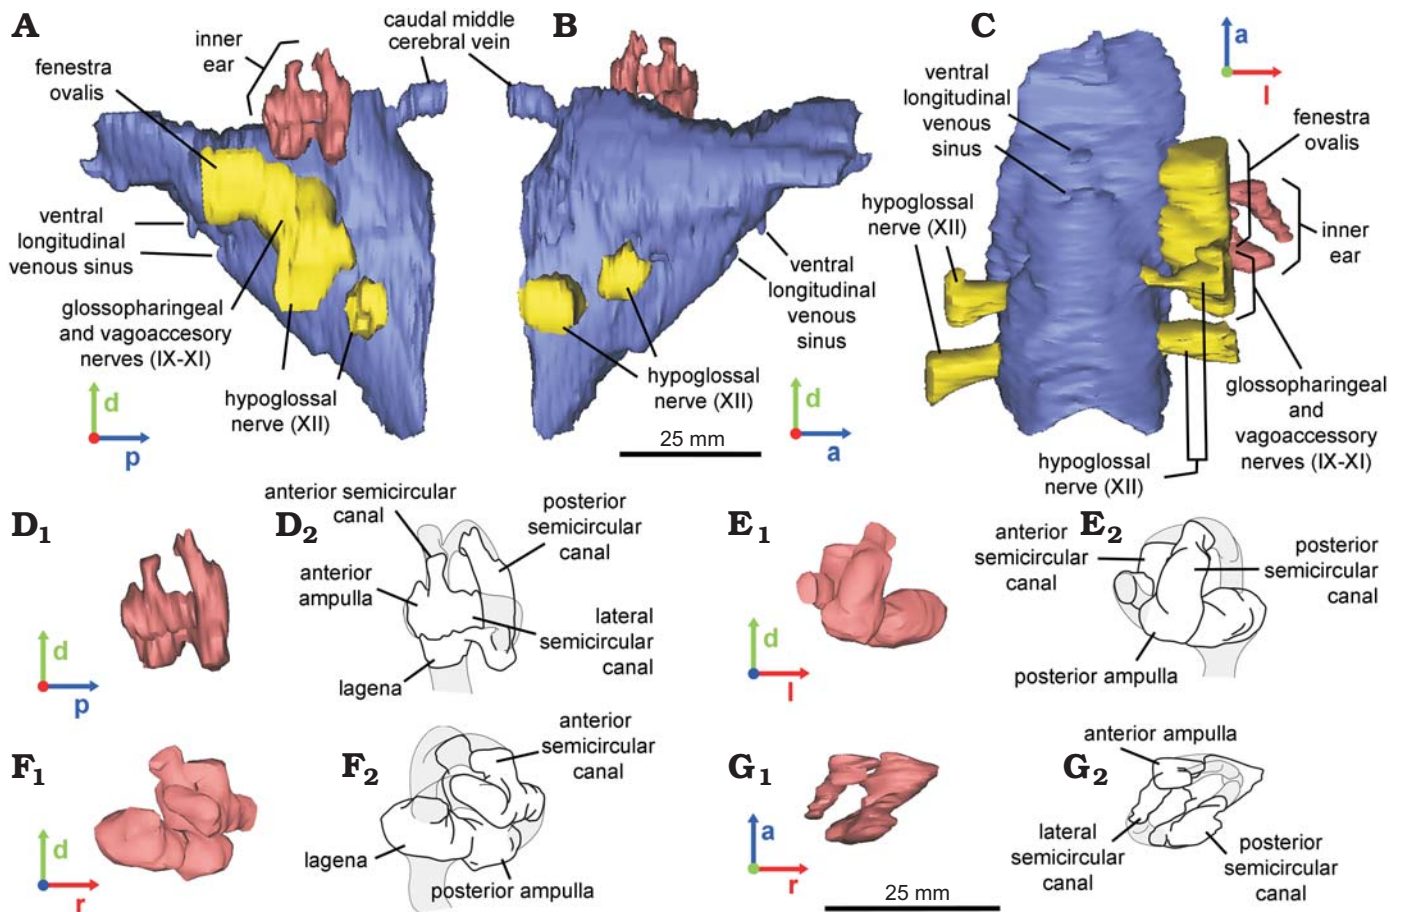 A
inner
ear
fenestra
ovalis
caudal middle
cerebral vein
ventral
longitudinal
venous sinus
glossopharingeal
and vagoaccesory
nerves (IX-XI)
hypoglossal
nerve (XII)
d
p
B
ventral
longitudinal
venous
sinus
hypoglossal
nerve (XII)
25 mm
d
a
C
a
l
ventral
longitudinal
venous
sinus
fenestra
ovalis
hypoglossal
nerve (XII)
inner
ear
glossopharingeal
and
vagoaccessory
nerves (IX-XI)
hypoglossal
nerve (XII)
D1
d
p
D2
anterior semicircular
canal
posterior
semicircular
canal
anterior
ampulla
lateral
semicircular
canal
lagena
E1
d
l
E2
anterior
semicircular
canal
posterior
semicircular
canal
posterior ampulla
F1
d
r
F2
anterior
semicircular
canal
lagena
posterior ampulla
G1
a
r
25 mm
G2
anterior ampulla
lateral
semicircular
canal
posterior
semicircular
canal